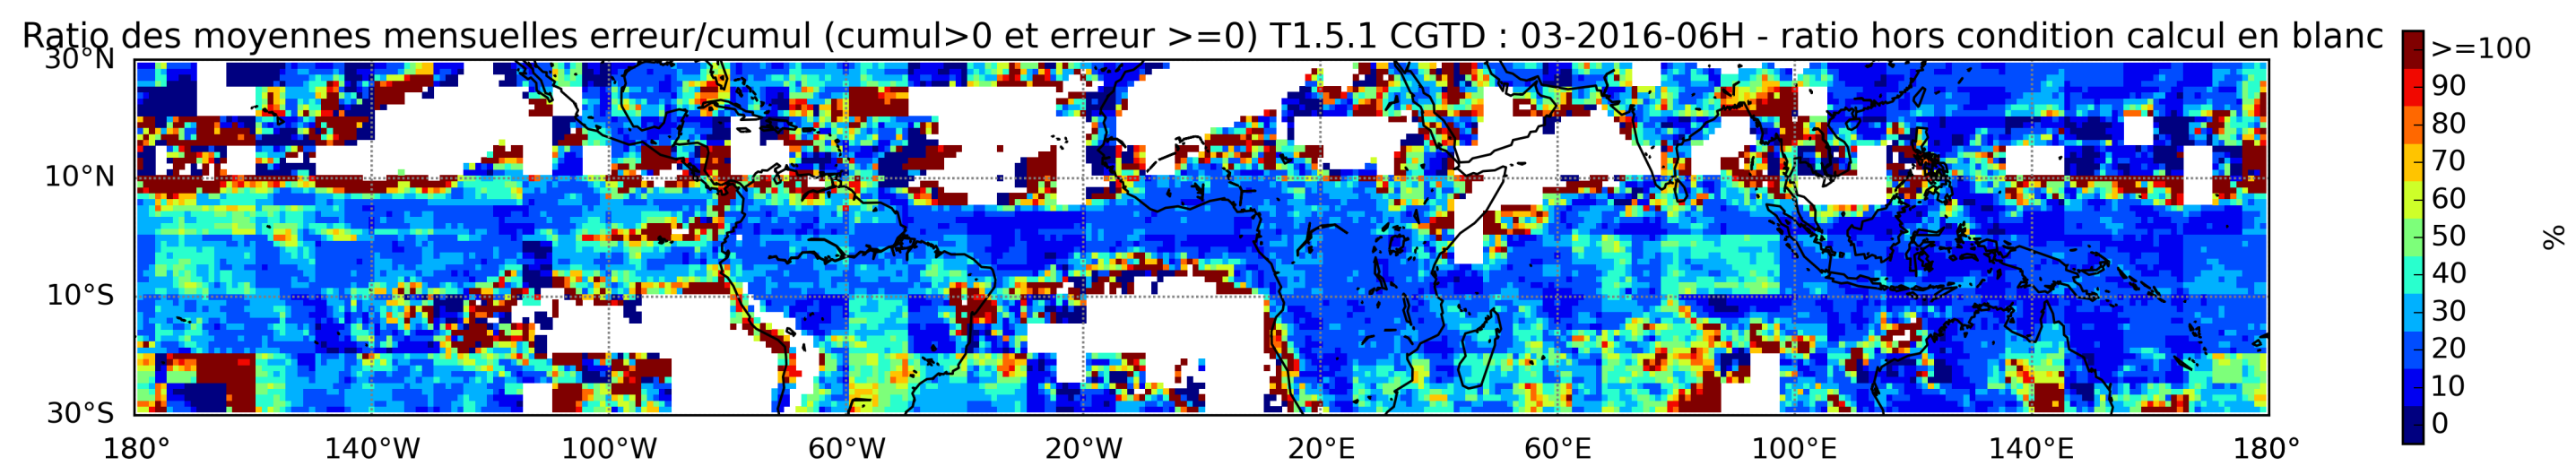 Ratio des moyennes mensuelles erreur/cumul (cumul>0 et erreur >=0) T1.5.1 CGTD : 03-2016-06H - ratio hors condition calcul en blanc
30°N
10°N
10°S
30°S
180° 140°W 100°W 60°W 20°W 20°E 60°E 100°E 140°E 180°
>=100
90
80
70
60
50
40
30
20
10
0
%